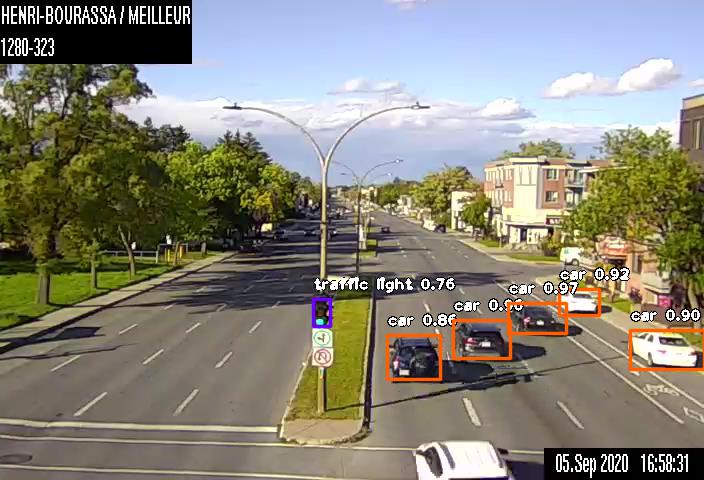 HENRI-BOURASSA / MEILLEUR
1280-323
car 0.92
car 0.97
traffic light 0.76
car 0.96
car 0.90
car 0.86
05.Sep 2020 16:58:31